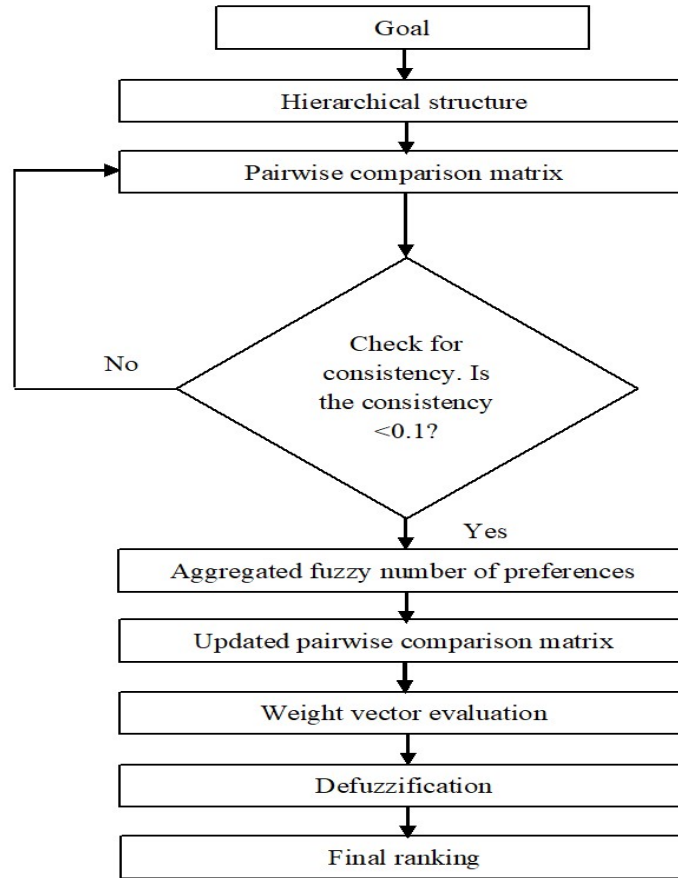 Goal
Hierarchical structure
Pairwise comparison matrix
Check for
consistency. Is
the consistency
<0.1?
No
Yes
Aggregated fuzzy number of preferences
Updated pairwise comparison matrix
Weight vector evaluation
Defuzzification
Final ranking